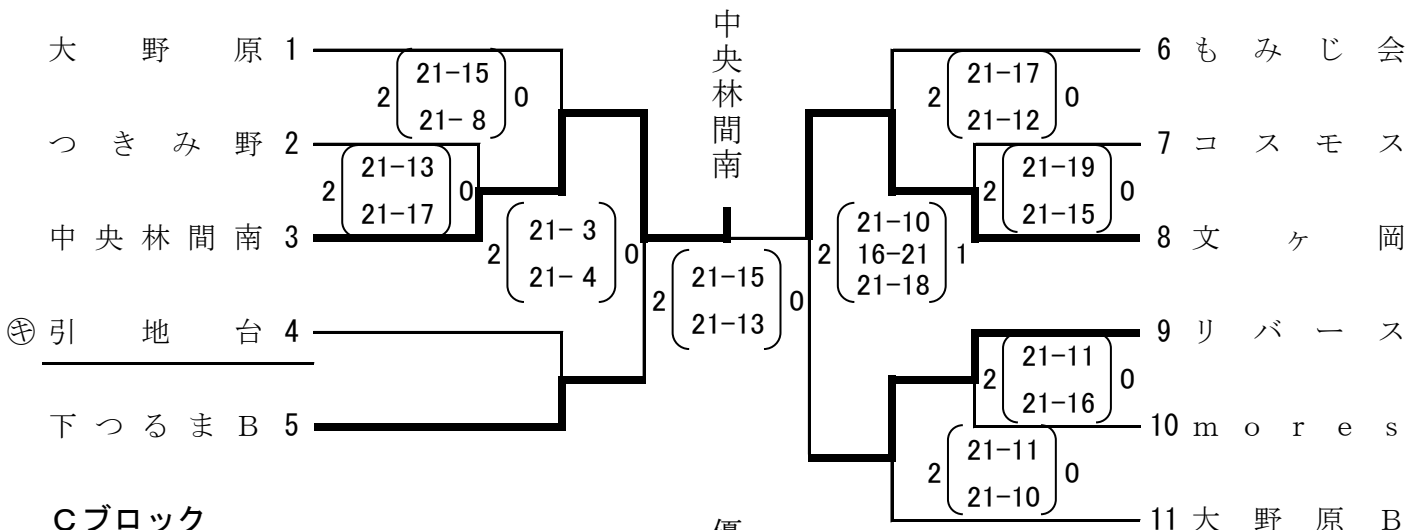 中央林間南
大野原 1
21-15
2 0
21- 8
つきみ野 2
21-13
2 0
21-17
中央林間南 3
21- 3
2 0
21- 4
㋖引地台 4
下つるまB 5
21-15
2 0
21-13
6 もみじ会
21-17
2 0
21-12
7 コスモス
21-19
2 0
21-15
8 文ヶ岡
21-10
2 16-21 1
21-18
9 リバース
21-11
2 0
21-16
10 mores
21-11
2 0
21-10
11 大野原B
Cブロック